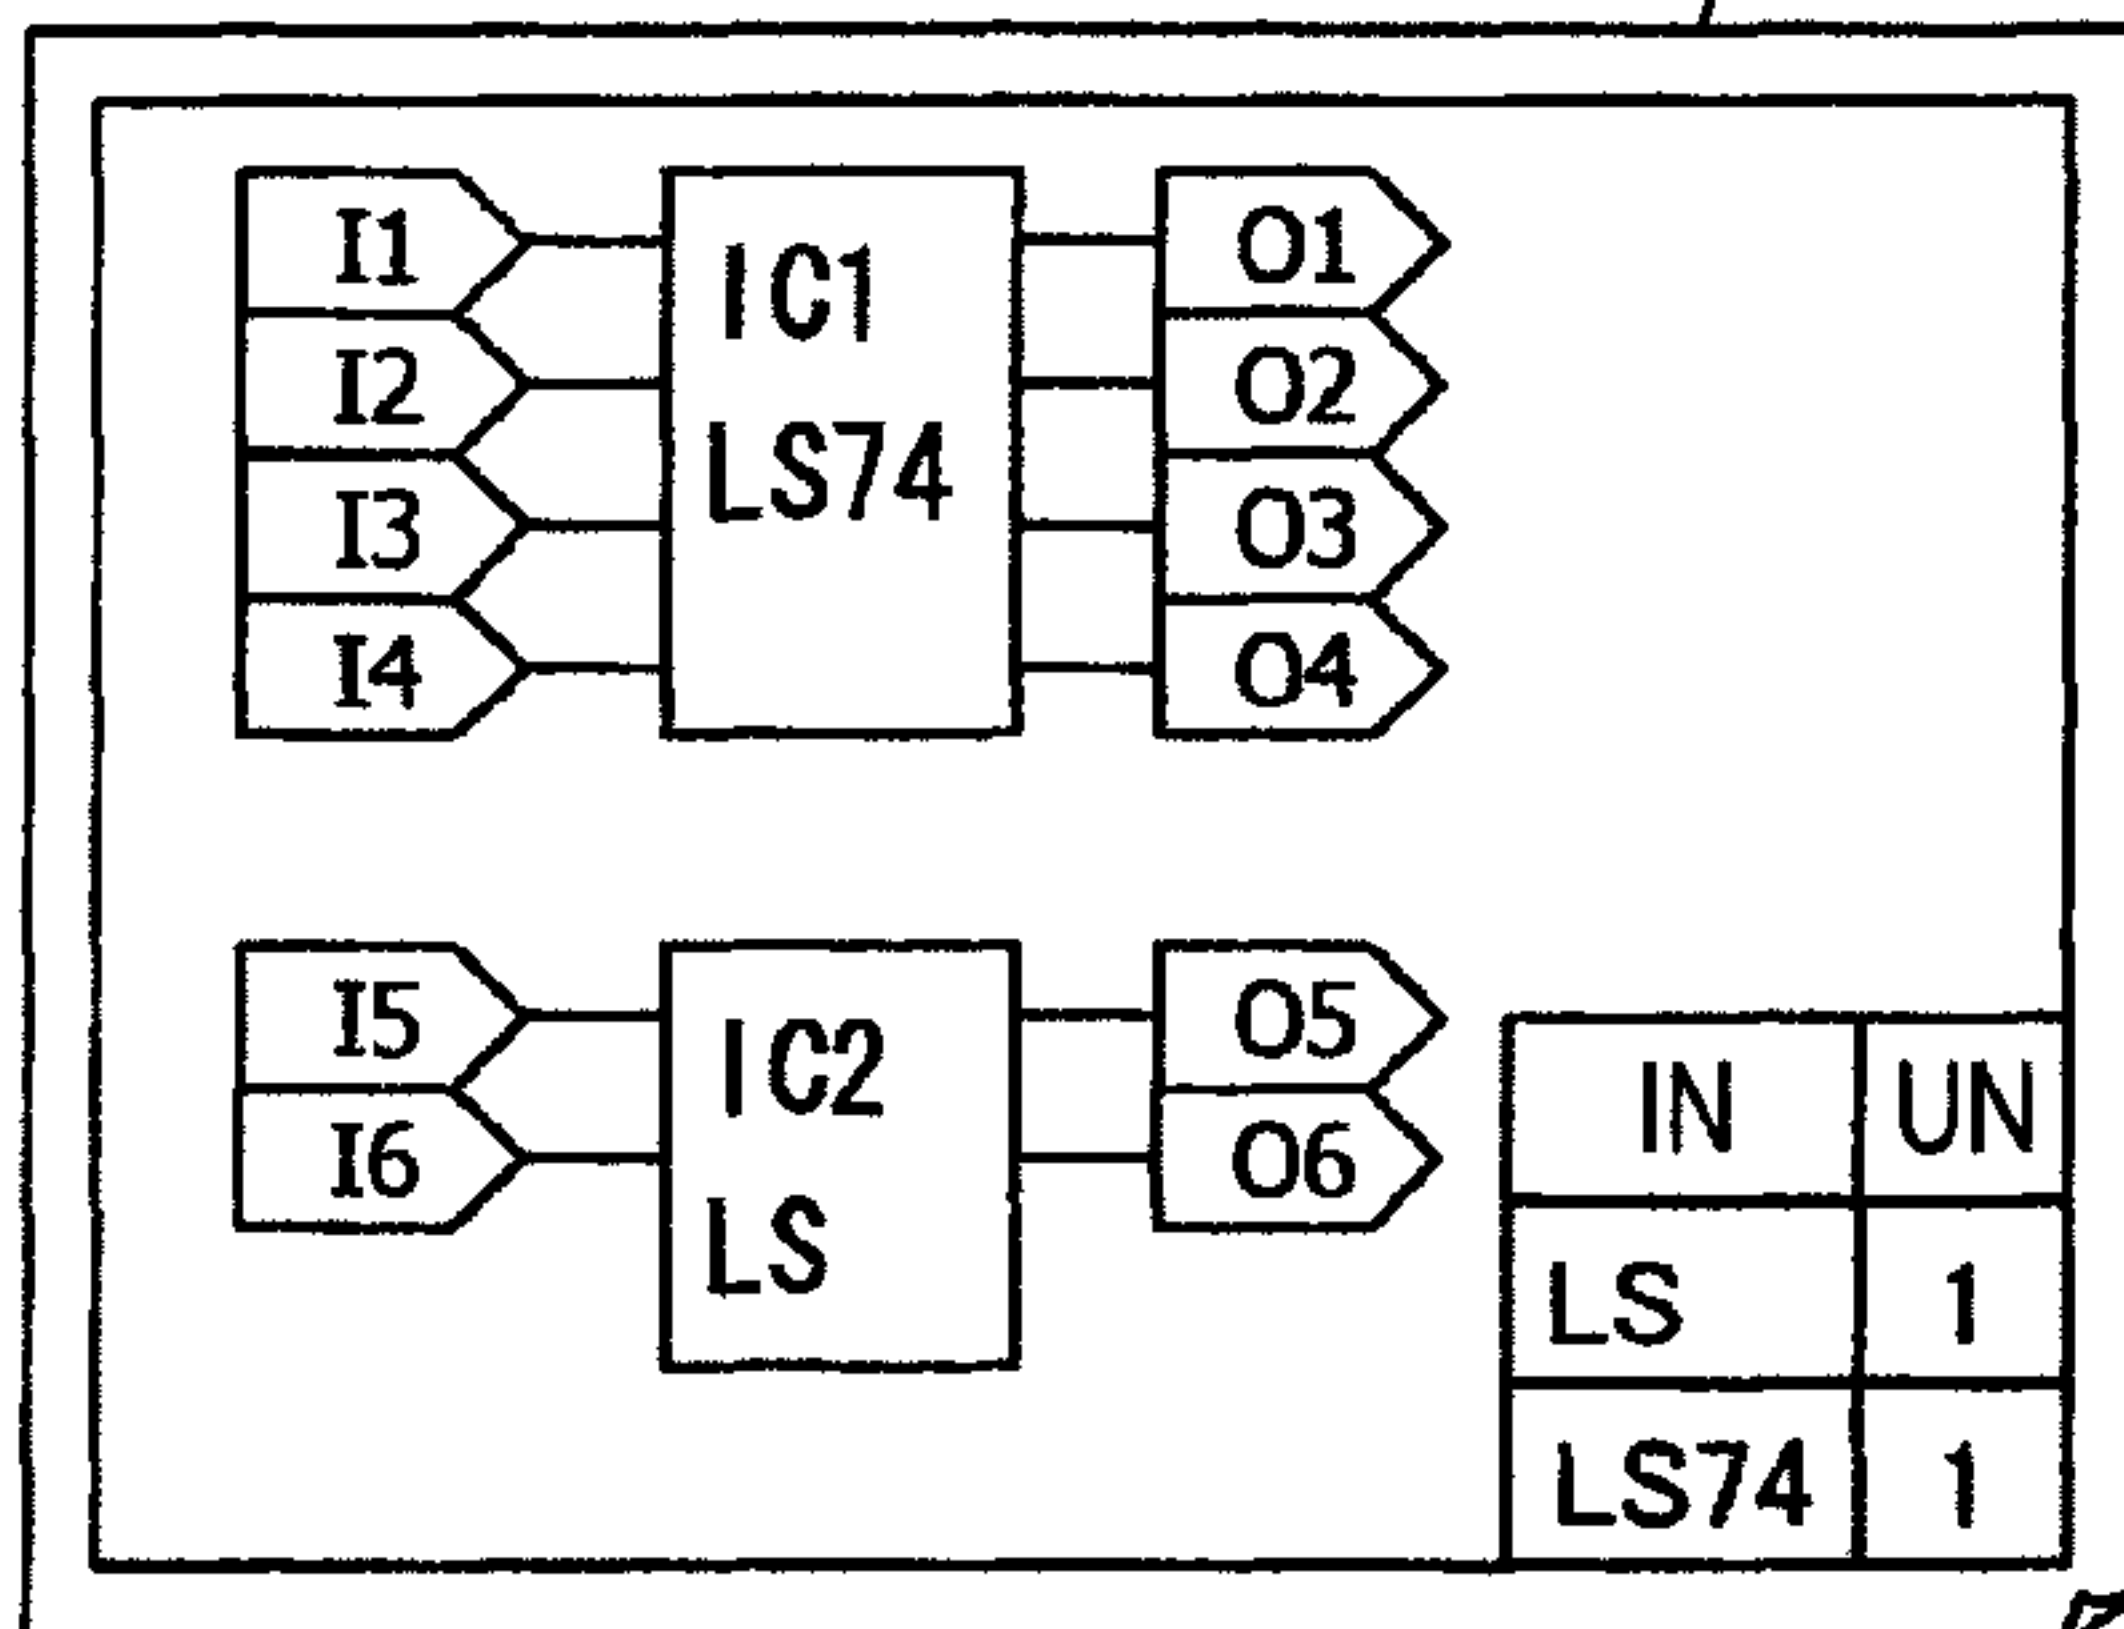 I1
I2
I3
I4
IC1
LS74
O1
O2
O3
O4
I5
I6
IC2
LS
O5
O6
IN UN
LS 1
LS74 1